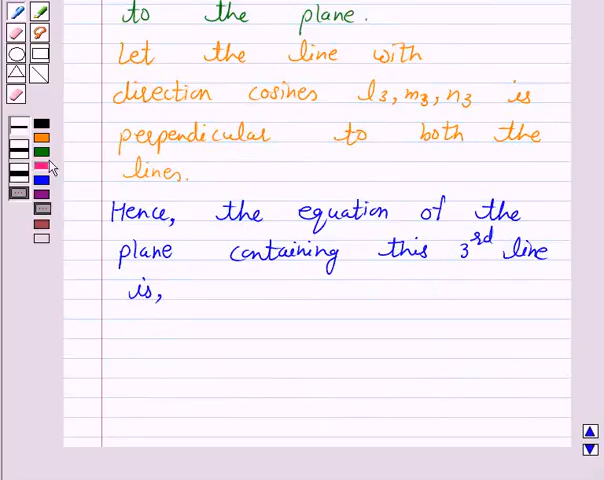 to the plane.
Let the line with
direction cosines l₃, m₃, n₃ is
perpendicular to both the
lines.
Hence, the equation of the
plane containing this 3rd line
is,